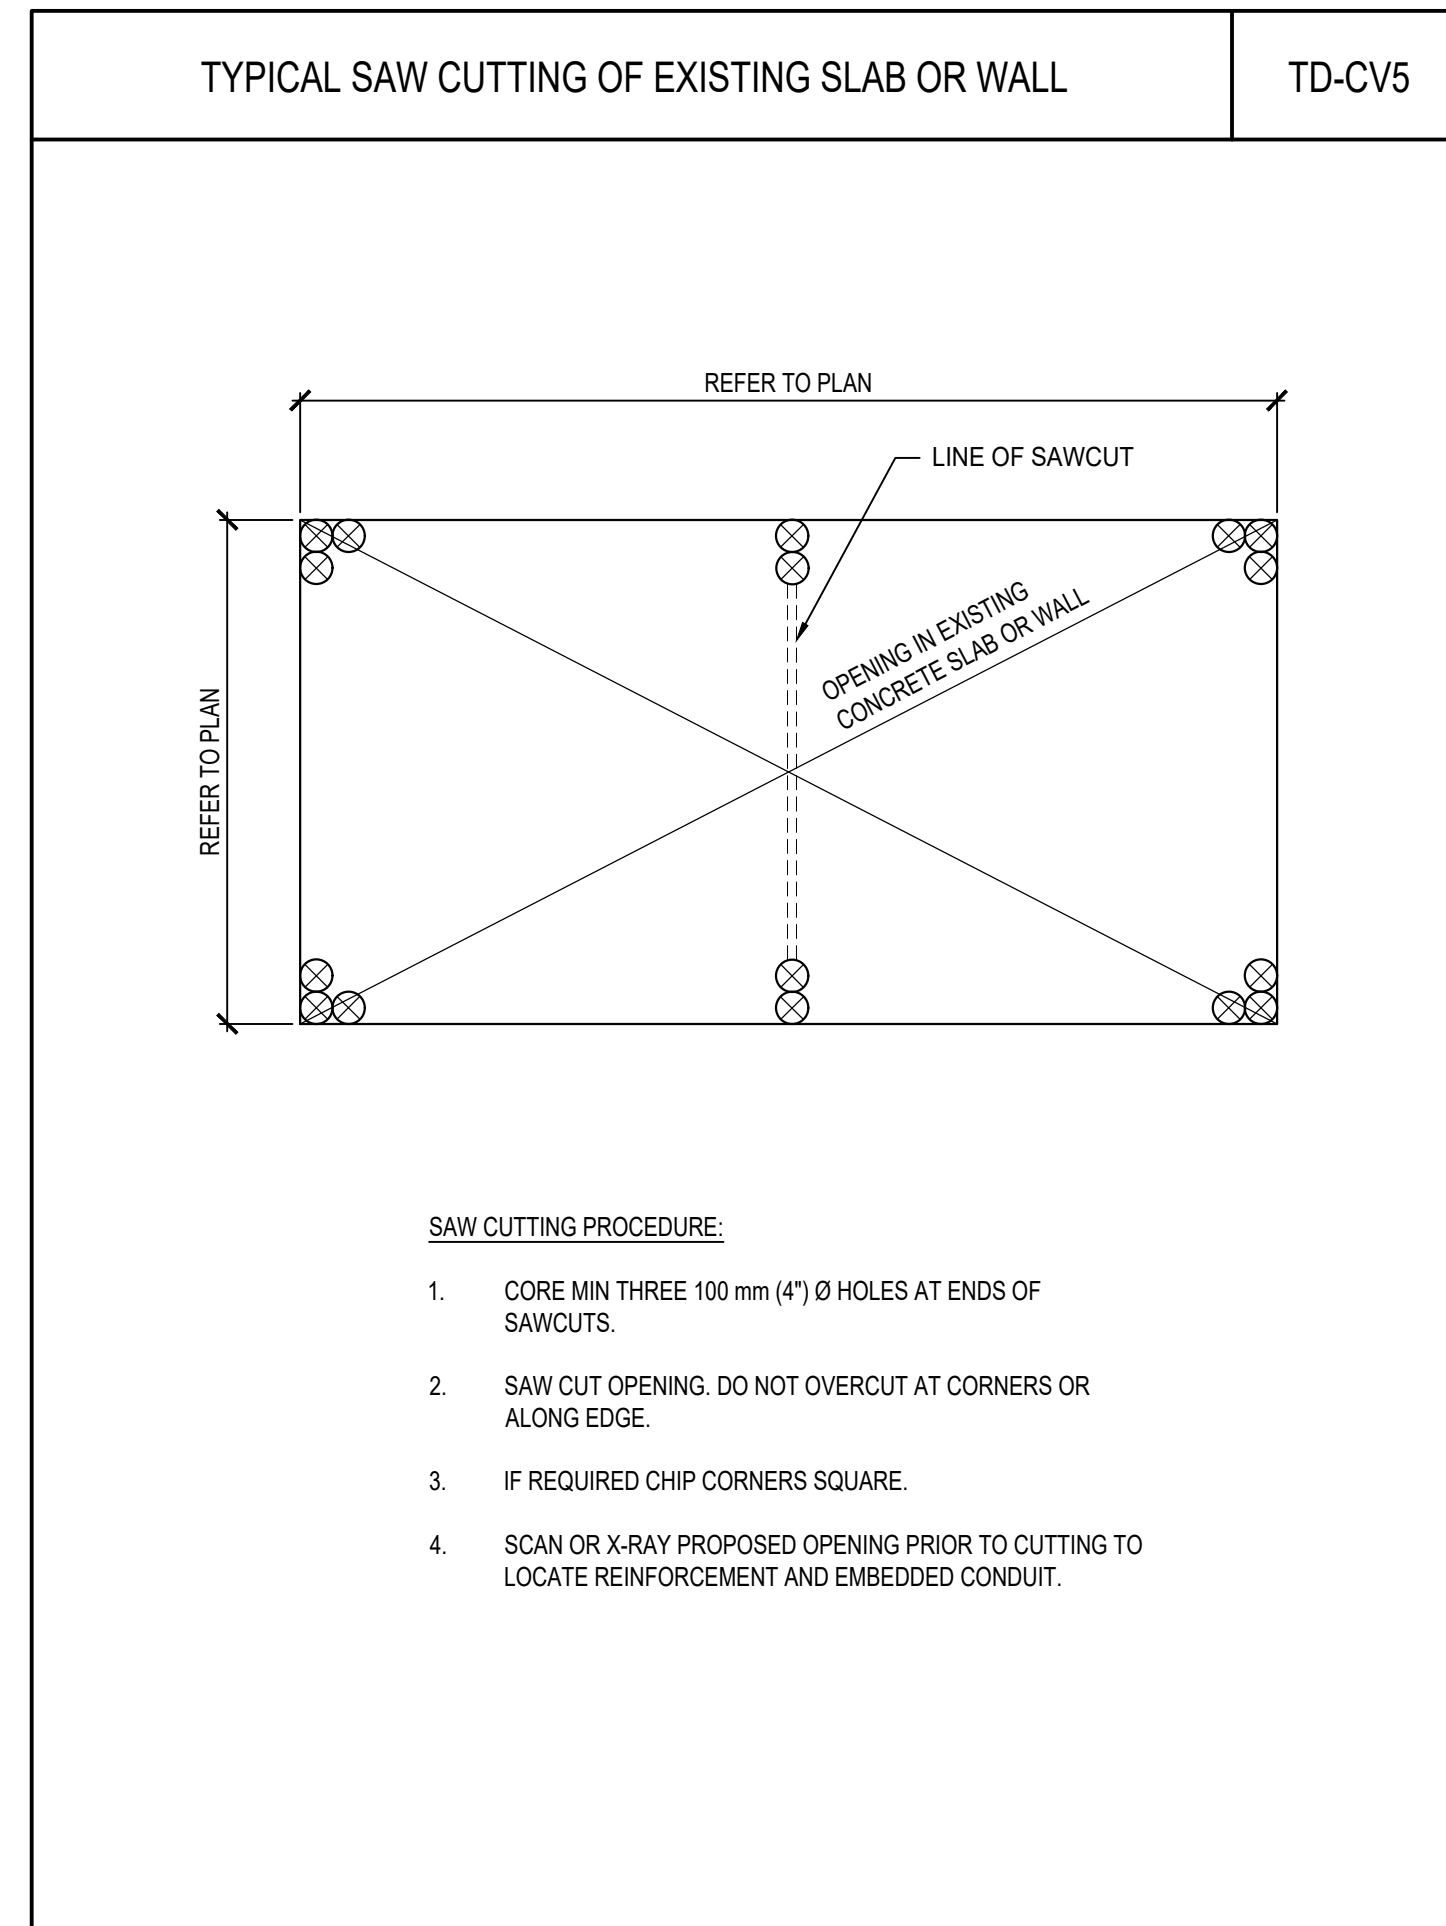 TYPICAL SAW CUTTING OF EXISTING SLAB OR WALL
TD-CV5
REFER TO PLAN
LINE OF SAWCUT
OPENING IN EXISTING
CONCRETE SLAB OR WALL
REFER TO PLAN
SAW CUTTING PROCEDURE:
1. CORE MIN THREE 100 mm (4") Ø HOLES AT ENDS OF
SAWCUTS.
2. SAW CUT OPENING. DO NOT OVERCUT AT CORNERS OR
ALONG EDGE.
3. IF REQUIRED CHIP CORNERS SQUARE.
4. SCAN OR X-RAY PROPOSED OPENING PRIOR TO CUTTING TO
LOCATE REINFORCEMENT AND EMBEDDED CONDUIT.